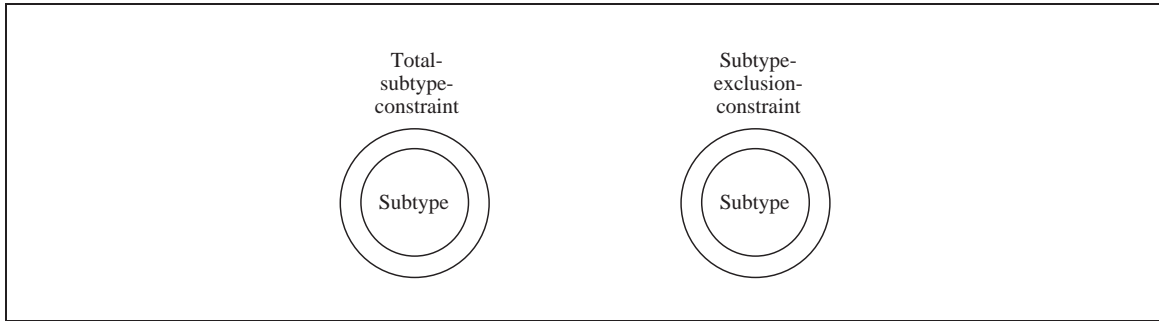 Total-
subtype-
constraint
Subtype
Subtype-
exclusion-
constraint
Subtype